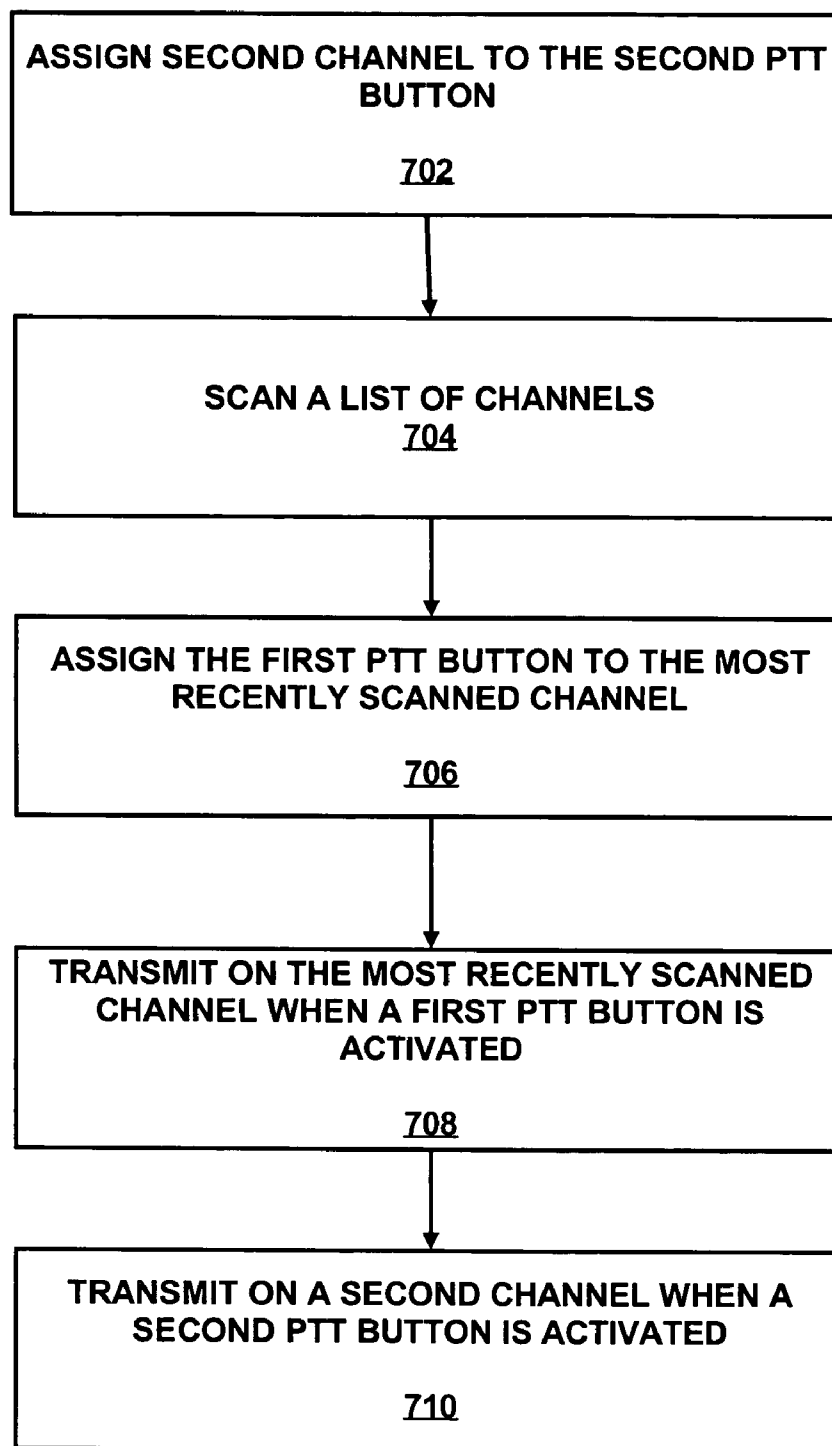 ASSIGN SECOND CHANNEL TO THE SECOND PTT
BUTTON
702
SCAN A LIST OF CHANNELS
704
ASSIGN THE FIRST PTT BUTTON TO THE MOST
RECENTLY SCANNED CHANNEL
706
TRANSMIT ON THE MOST RECENTLY SCANNED
CHANNEL WHEN A FIRST PTT BUTTON IS
ACTIVATED
708
TRANSMIT ON A SECOND CHANNEL WHEN A
SECOND PTT BUTTON IS ACTIVATED
710